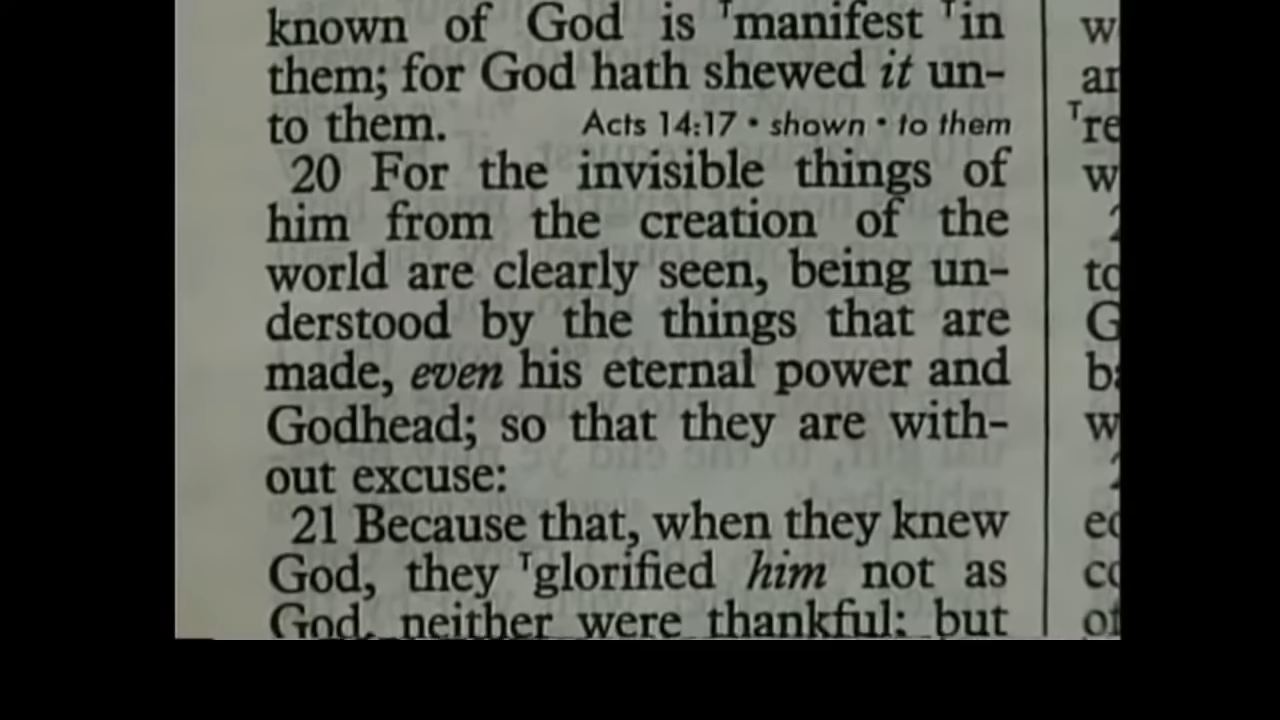 known of God is ᵀmanifest ᵀin
them; for God hath shewed it un-
to them. Acts 14:17 • shown • to them
20 For the invisible things of
him from the creation of the
world are clearly seen, being un-
derstood by the things that are
made, even his eternal power and
Godhead; so that they are with-
out excuse:
21 Because that, when they knew
God, they ᵀglorified him not as
God, neither were thankful; but